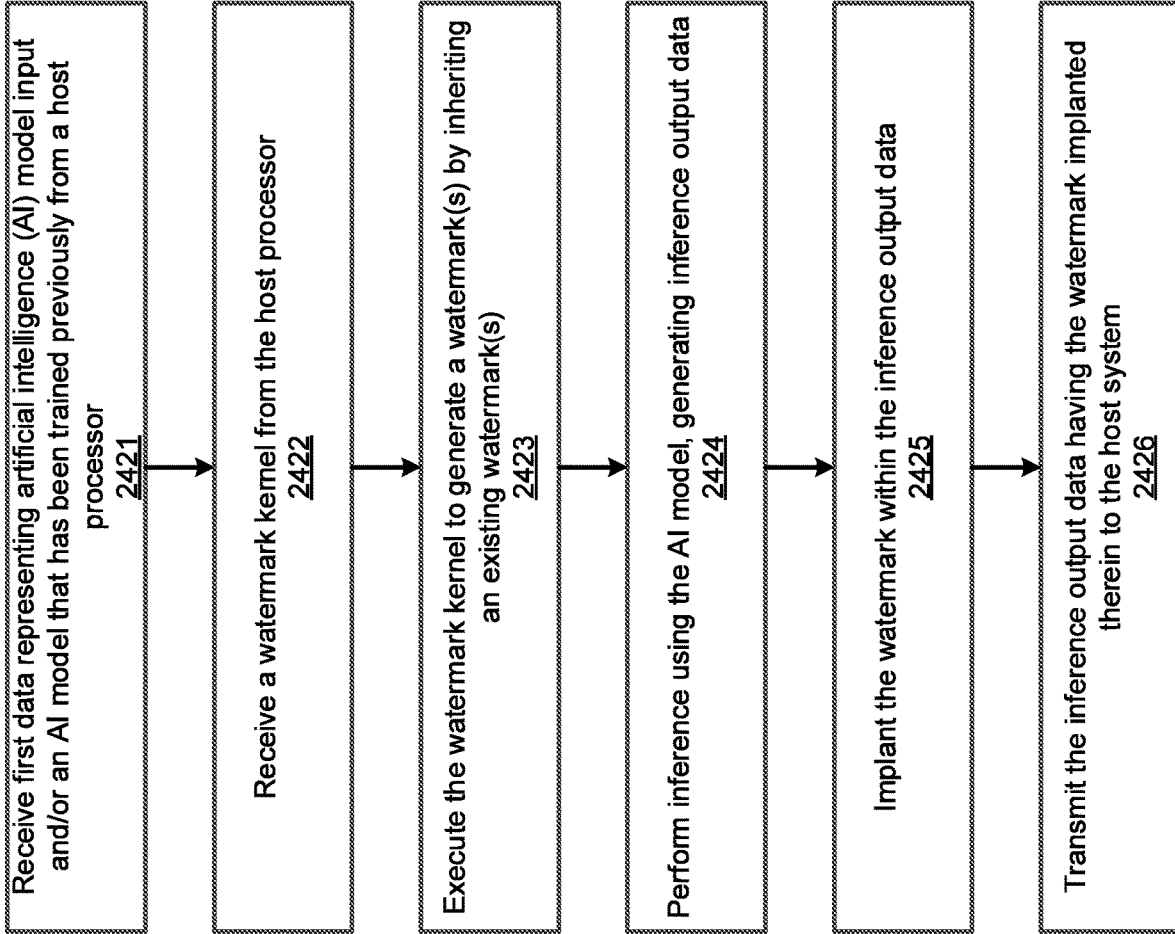 Receive first data representing artificial intelligence (AI) model input
and/or an AI model that has been trained previously from a host
processor
2421
Receive a watermark kernel from the host processor
2422
Execute the watermark kernel to generate a watermark(s) by inheriting
an existing watermark(s)
2423
Perform inference using the AI model, generating inference output data
2424
Implant the watermark within the inference output data
2425
Transmit the inference output data having the watermark implanted
therein to the host system
2426